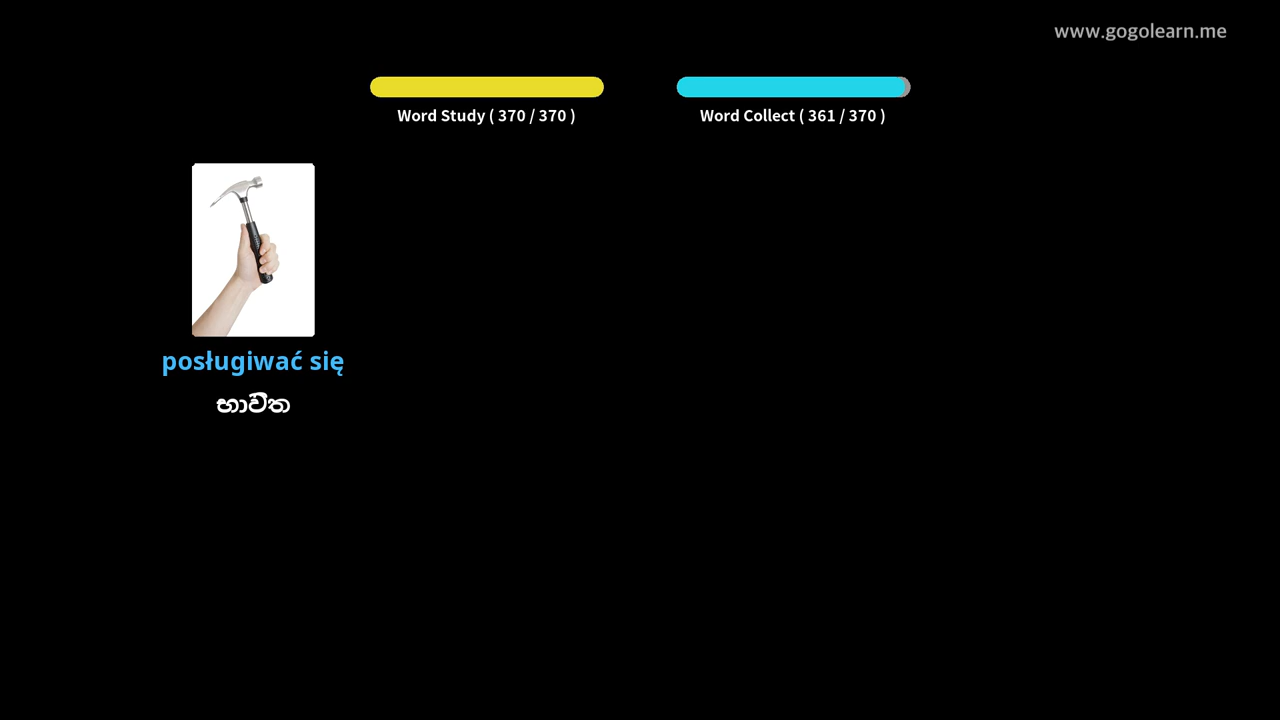 www.gogolearn.me
Word Study ( 370 / 370 )
Word Collect ( 361 / 370 )
posługiwać się
භාවිත